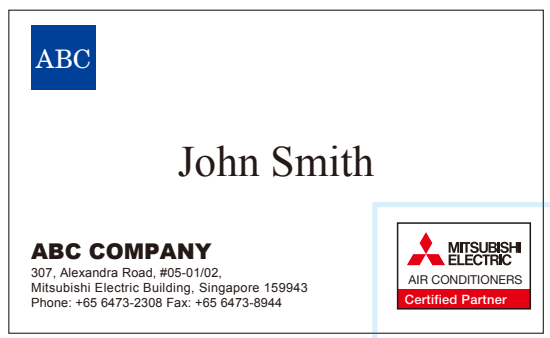 ABC
John Smith
ABC COMPANY
307, Alexandra Road, #05-01/02,
Mitsubishi Electric Building, Singapore 159943
Phone: +65 6473-2308 Fax: +65 6473-8944
MITSUBISHI
ELECTRIC
AIR CONDITIONERS
Certified Partner